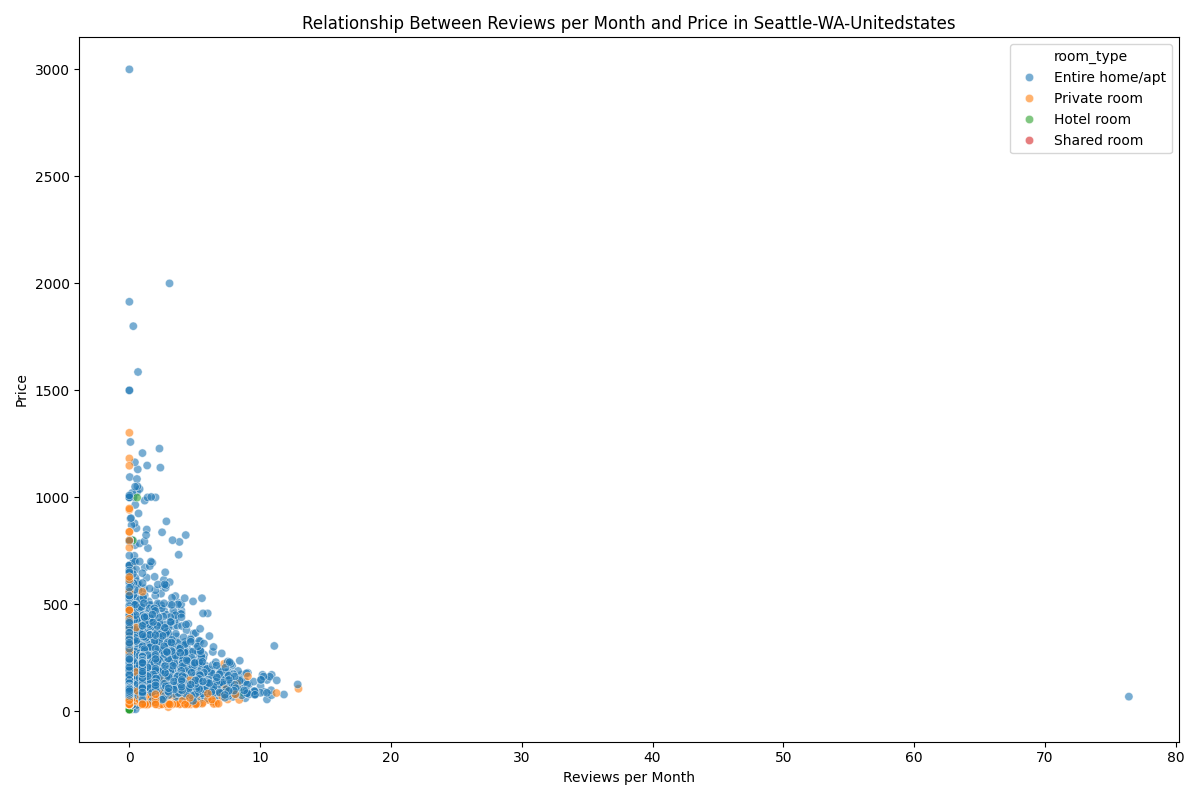 Relationship Between Reviews per Month and Price in Seattle-WA-Unitedstates
room_type
Entire home/apt
Private room
Hotel room
Shared room
Price
3000
2500
2000
1500
1000
500
0
0 10 20 30 40 50 60 70 80
Reviews per Month